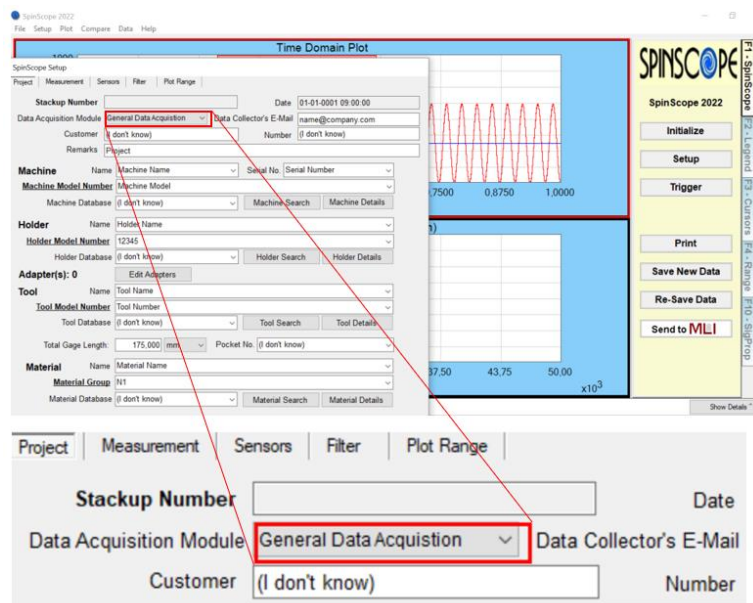 SpinScope 2022
File Setup Plot Compare Data Help
Time Domain Plot
1000
SpinScope Setup
Project Measurement Sensors Filter Plot Range
Stackup Number Date 01-01-0001 09:00:00
Data Acquisition Module General Data Acquisition Data Collector's E-Mail name@company.com
Customer (I don't know) Number (I don't know)
Remarks Project
Machine Name Machine Name Serial No. Serial Number
Machine Model Number Machine Model
Machine Database (I don't know) Machine Search Machine Details
Holder Name Holder Name
Holder Model Number 12345
Holder Database (I don't know) Holder Search Holder Details
Adapter(s): 0 Edit Adapters
Tool Name Tool Name
Tool Model Number Tool Number
Tool Database (I don't know) Tool Search Tool Details
Total Gage Length: 175,000 mm Pocket No. (I don't know)
Material Name Material Name
Material Group N1
Material Database (I don't know) Material Search Material Details
0,7500 0,8750 1,0000
37,50 43,75 50,00
x10³
SPINSCOPE
SpinScope 2022
Initialize
Setup
Trigger
Print
Save New Data
Re-Save Data
Send to MLI
F1 - SpinScope
F2 - Legend
F3 - Cursors
F4 - Range
F10 - SigProp
Show Details
Project Measurement Sensors Filter Plot Range
Stackup Number Date
Data Acquisition Module General Data Acquistion Data Collector's E-Mail
Customer (I don't know) Number